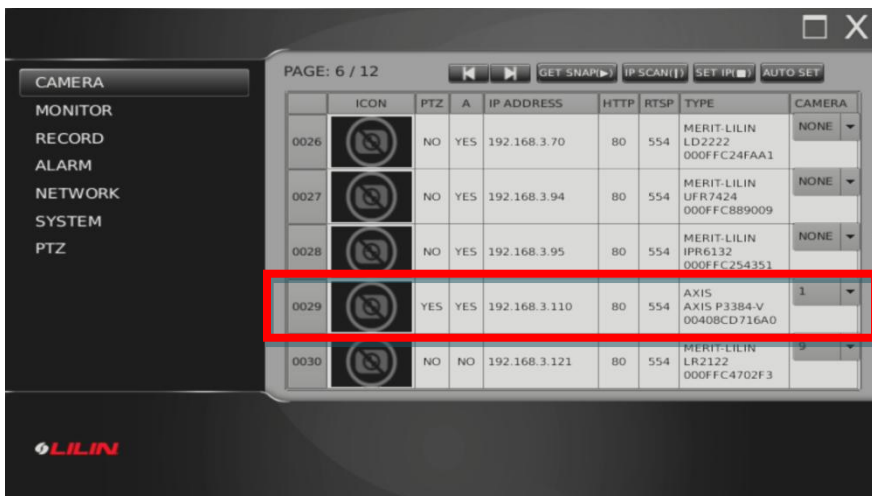 X
CAMERA
MONITOR
RECORD
ALARM
NETWORK
SYSTEM
PTZ
PAGE: 6 / 12 GET SNAP(▶) IP SCAN(❙) SET IP(■) AUTO SET
ICON PTZ A IP ADDRESS HTTP RTSP TYPE CAMERA
0026 NO YES 192.168.3.70 80 554 MERIT-LILIN NONE
LD2222
000FFC24FAA1
0027 NO YES 192.168.3.94 80 554 MERIT-LILIN NONE
UFR7424
000FFC889009
0028 NO YES 192.168.3.95 80 554 MERIT-LILIN NONE
IPR6132
000FFC254351
0029 YES YES 192.168.3.110 80 554 AXIS 1
AXIS P3384-V
00408CD716A0
0030 NO NO 192.168.3.121 80 554 MERIT-LILIN 9
LR2122
000FFC4702F3
LILIN